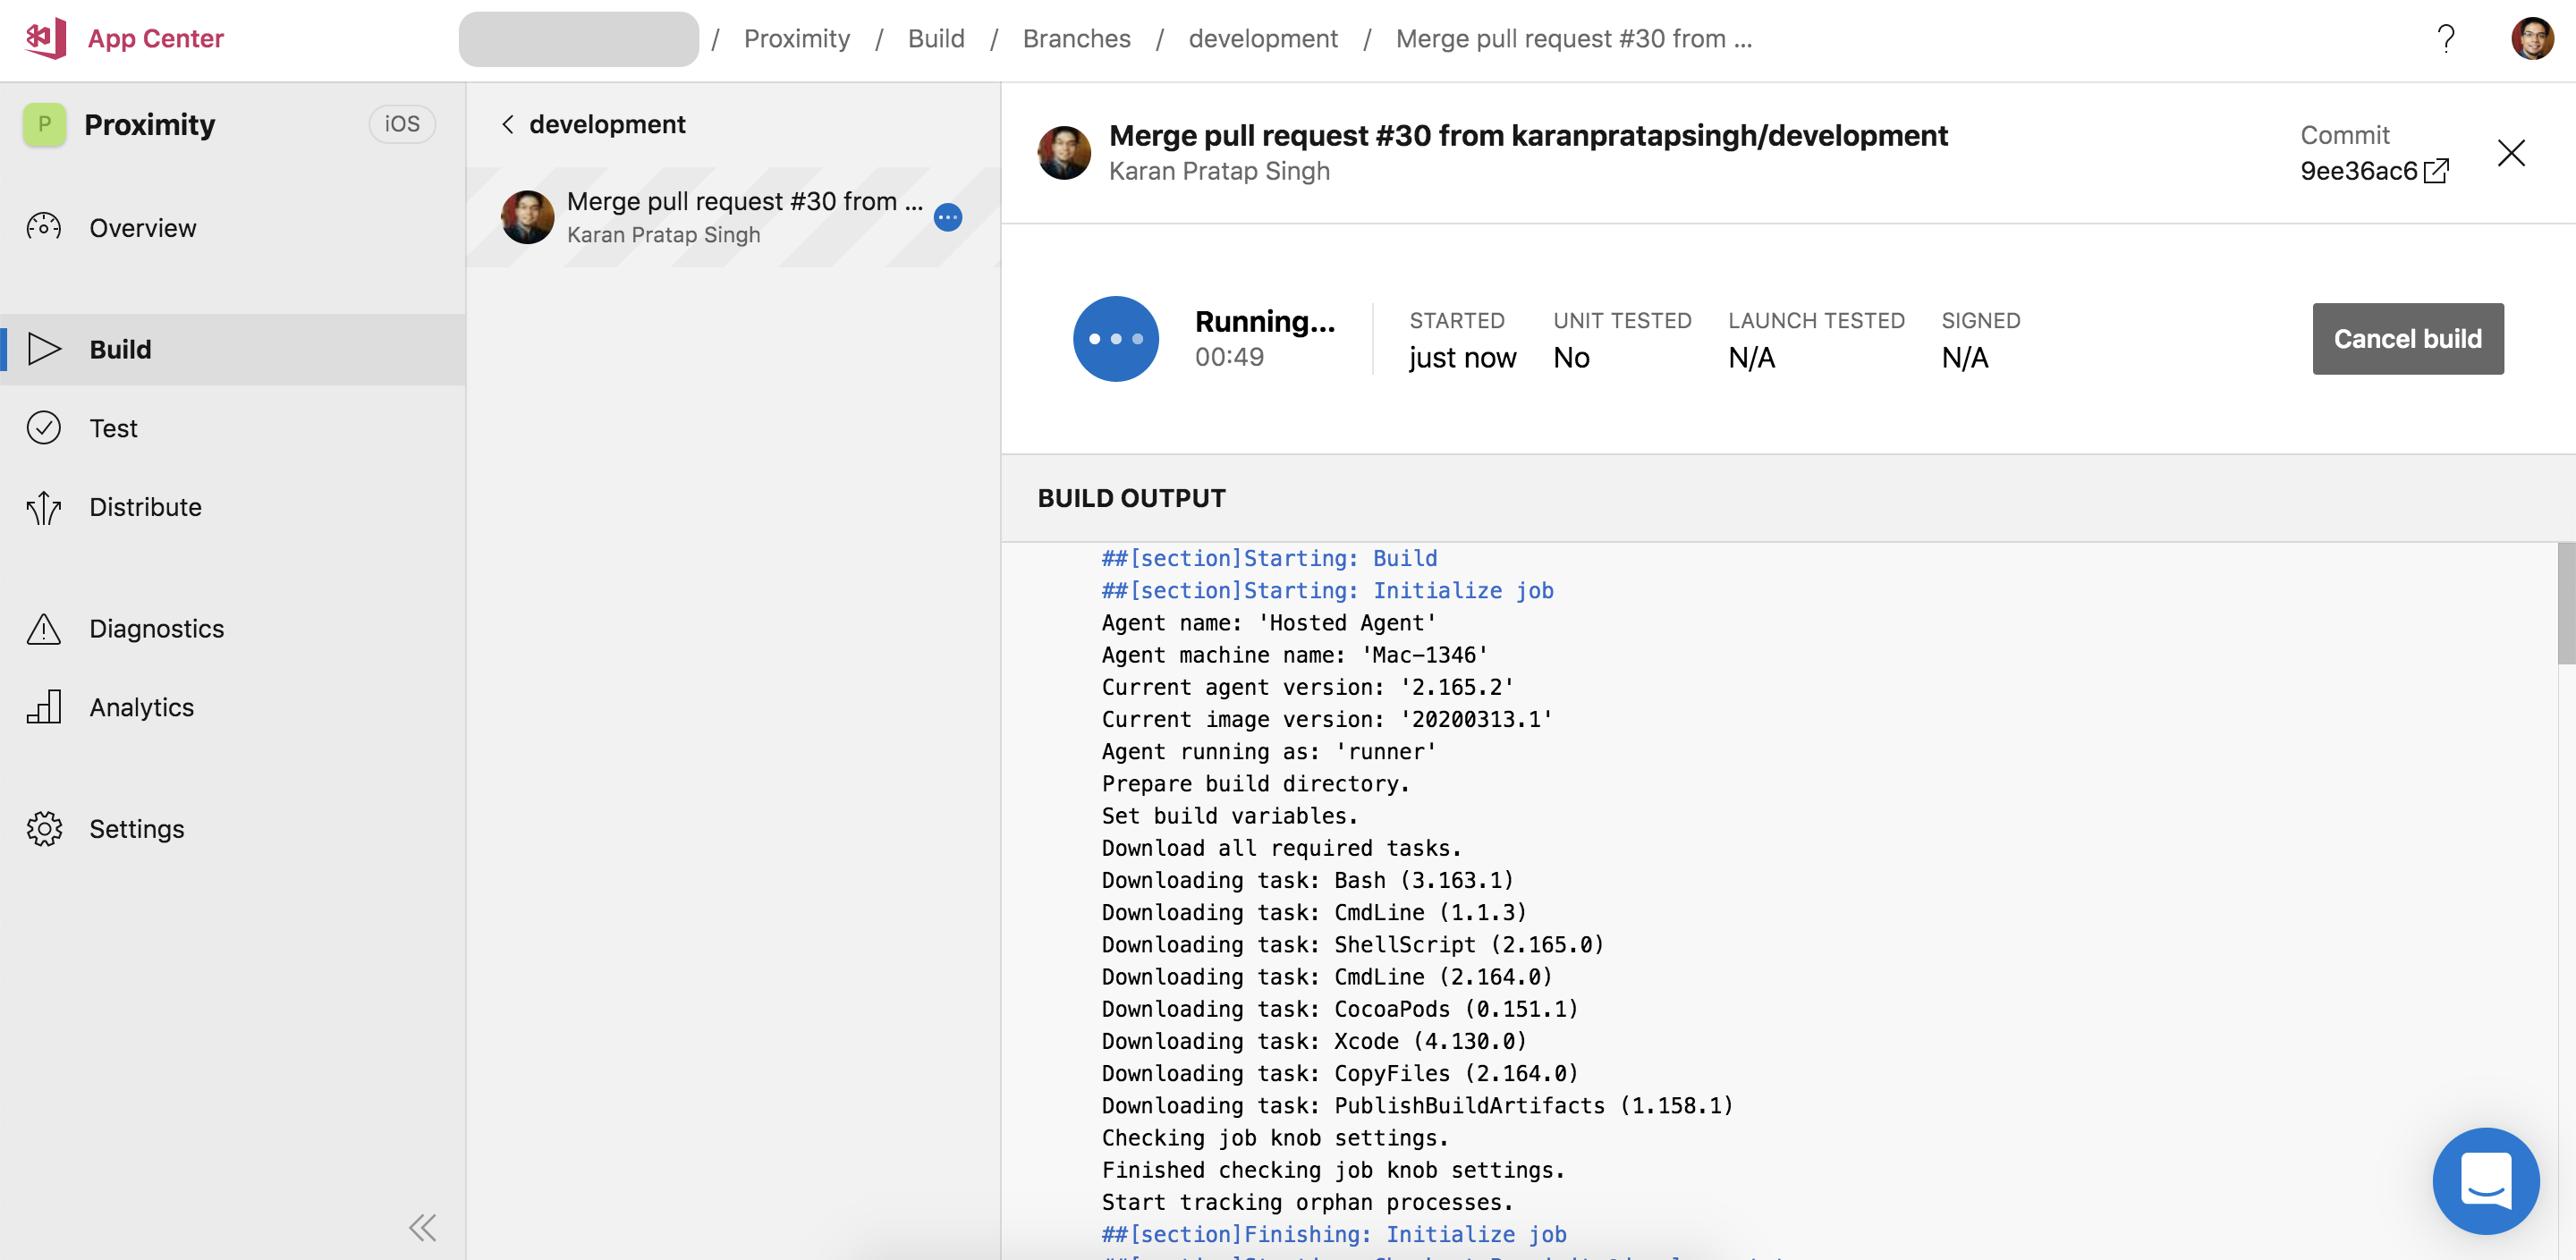 App Center
/ Proximity / Build / Branches / development / Merge pull request #30 from ...
?
P Proximity iOS
Overview
Build
Test
Distribute
Diagnostics
Analytics
Settings
development
Merge pull request #30 from ...
Karan Pratap Singh
Merge pull request #30 from karanpratapsingh/development
Karan Pratap Singh
Commit
9ee36ac6
Running...
00:49
STARTED
just now
UNIT TESTED
No
LAUNCH TESTED
N/A
SIGNED
N/A
Cancel build
BUILD OUTPUT
##[section]Starting: Build
##[section]Starting: Initialize job
Agent name: 'Hosted Agent'
Agent machine name: 'Mac-1346'
Current agent version: '2.165.2'
Current image version: '20200313.1'
Agent running as: 'runner'
Prepare build directory.
Set build variables.
Download all required tasks.
Downloading task: Bash (3.163.1)
Downloading task: CmdLine (1.1.3)
Downloading task: ShellScript (2.165.0)
Downloading task: CmdLine (2.164.0)
Downloading task: CocoaPods (0.151.1)
Downloading task: Xcode (4.130.0)
Downloading task: CopyFiles (2.164.0)
Downloading task: PublishBuildArtifacts (1.158.1)
Checking job knob settings.
Finished checking job knob settings.
Start tracking orphan processes.
##[section]Finishing: Initialize job